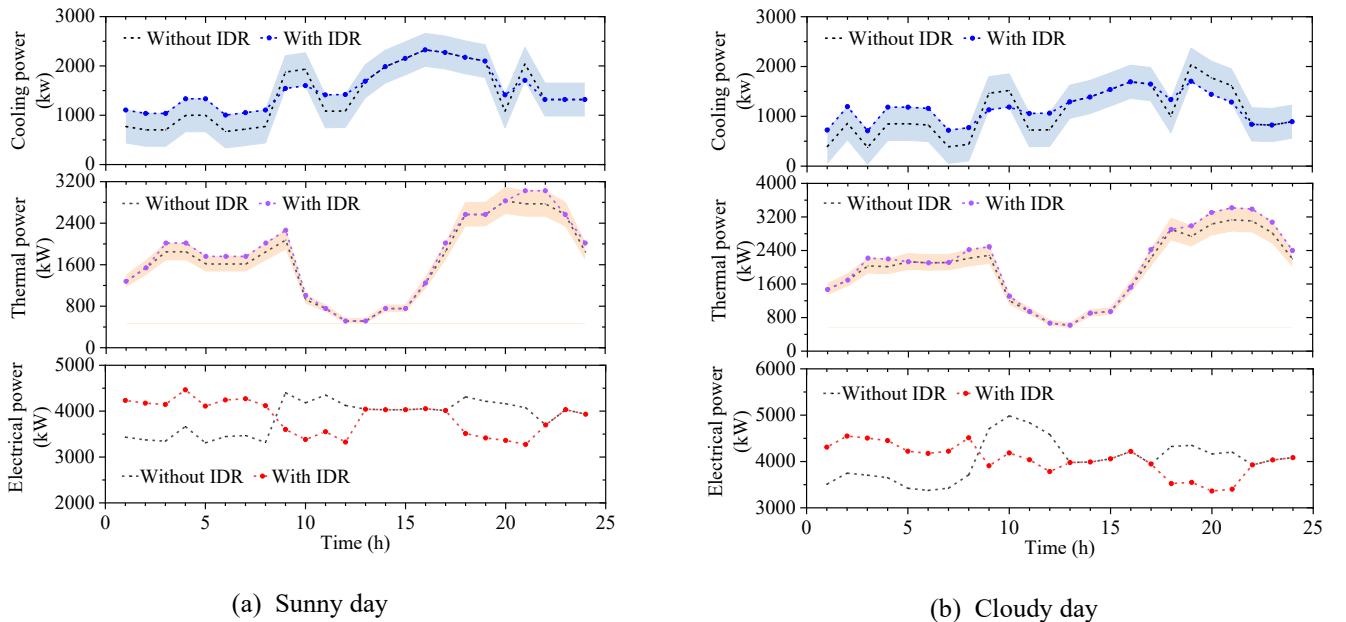 3000
2000
1000
0
Cooling power
(kw)
Without IDR
With IDR
3200
2400
1600
800
0
Thermal power
(kW)
Without IDR
With IDR
5000
4000
3000
2000
Electrical power
(kW)
Without IDR
With IDR
0
5
10
15
20
25
Time (h)
(a) Sunny day
3000
2000
1000
0
Cooling power
(kw)
Without IDR
With IDR
4000
3200
2400
1600
800
0
Thermal power
(kW)
Without IDR
With IDR
6000
5000
4000
3000
Electrical power
(kW)
Without IDR
With IDR
0
5
10
15
20
25
Time (h)
(b) Cloudy day